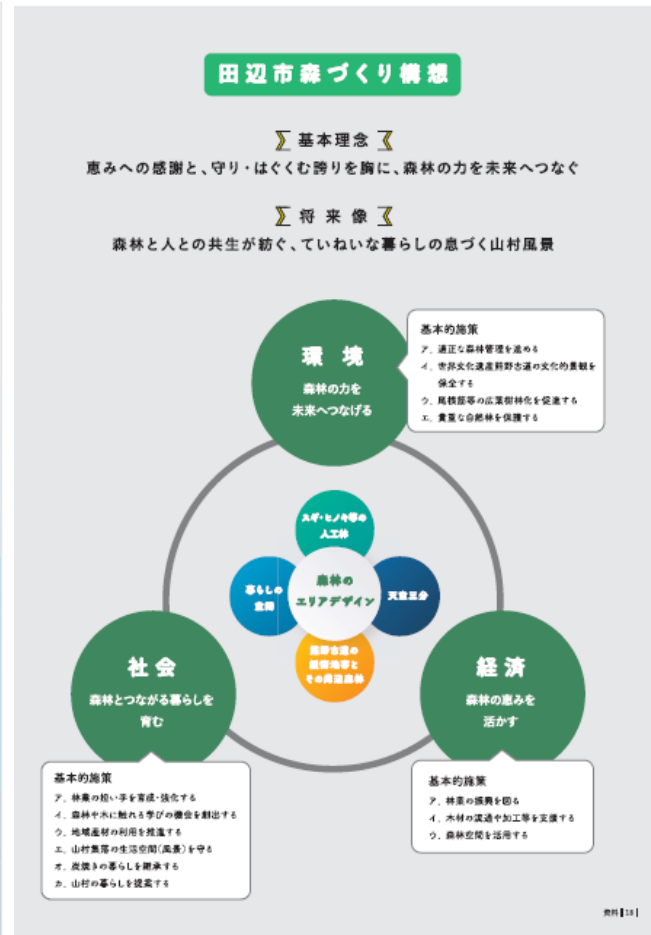 田辺市森づくり構想
基本理念
恵みへの感謝と、守り・はぐくむ誇りを胸に、森林の力を未来へつなぐ
将来像
森林と人との共生が紡ぐ、ていねいな暮らしの息づく山村風景
環境
森林の力を
未来へつなげる
基本的施策
ア. 適正な森林管理を進める
イ. 世界文化遺産熊野古道の文化的景観を
保全する
ウ. 尾根筋等の広葉樹林化を促進する
エ. 貴重な自然林を保護する
スギ・ヒノキ等の
人工林
暮らしの
空間
森林の
エリアデザイン
天空三分
熊野古道の
緩衝地帯と
その周辺森林
社会
森林とつながる暮らしを
育む
経済
森林の恵みを
活かす
基本的施策
ア. 林業の担い手を育成・強化する
イ. 森林や木に触れる学びの機会を創出する
ウ. 地域産材の利用を推進する
エ. 山村集落の生活空間(風景)を守る
オ. 炭焼きの暮らしを継承する
カ. 山村の暮らしを提案する
基本的施策
ア. 林業の振興を図る
イ. 木材の流通や加工等を支援する
ウ. 森林空間を活用する
資料 18